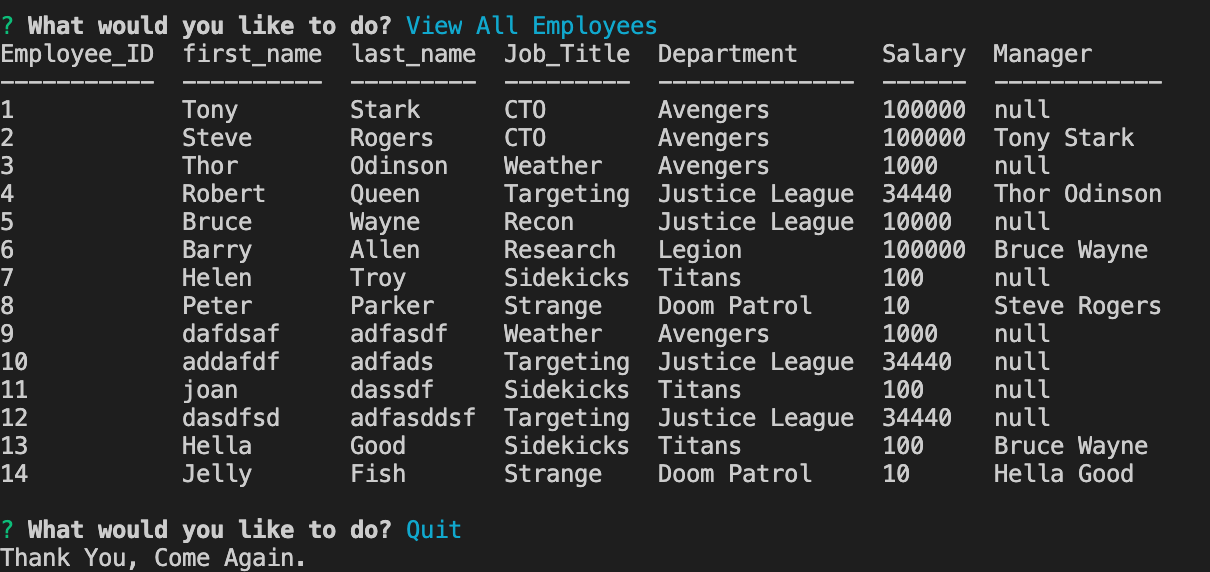 ? What would you like to do? View All Employees
Employee_ID  first_name  last_name  Job_Title  Department      Salary  Manager
-----------  ----------  ---------  ---------  --------------  ------  ------------
1            Tony        Stark      CTO        Avengers        100000  null
2            Steve       Rogers     CTO        Avengers        100000  Tony Stark
3            Thor        Odinson    Weather    Avengers        1000    null
4            Robert      Queen      Targeting  Justice League  34440   Thor Odinson
5            Bruce       Wayne      Recon      Justice League  10000   null
6            Barry       Allen      Research   Legion          100000  Bruce Wayne
7            Helen       Troy       Sidekicks  Titans          100     null
8            Peter       Parker     Strange    Doom Patrol     10      Steve Rogers
9            dafdsaf     adfasdf    Weather    Avengers        1000    null
10           addafdf     adfads     Targeting  Justice League  34440   null
11           joan        dassdf     Sidekicks  Titans          100     null
12           dasdfsd     adfasddsf  Targeting  Justice League  34440   null
13           Hella       Good       Sidekicks  Titans          100     Bruce Wayne
14           Jelly       Fish       Strange    Doom Patrol     10      Hella Good
? What would you like to do? Quit
Thank You, Come Again.